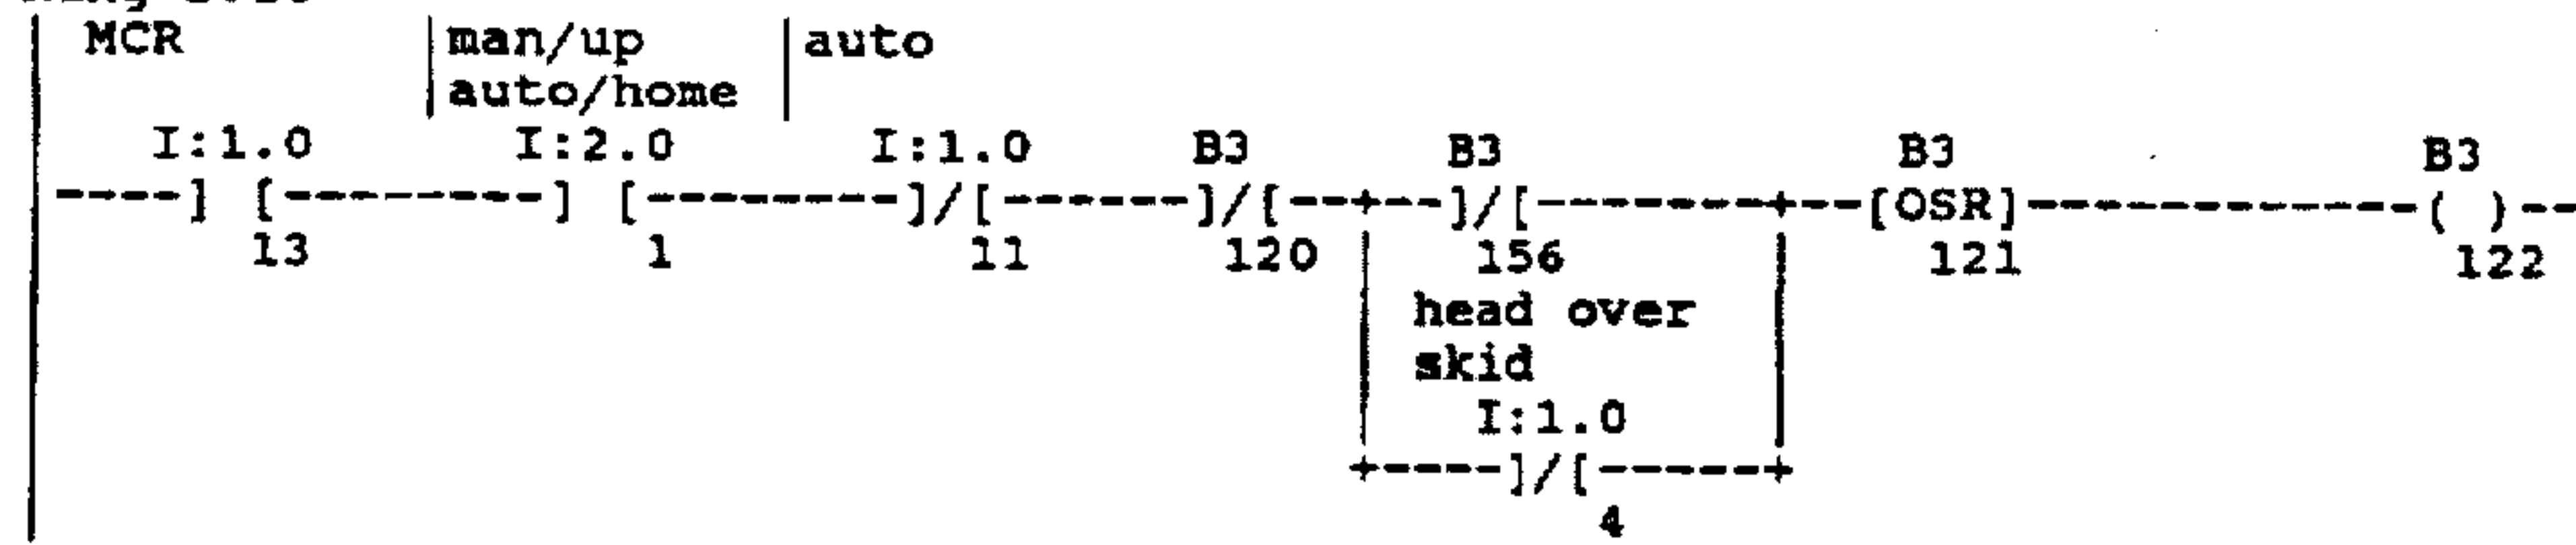 MCR |man/up |auto
|auto/home |
I:1.0 I:2.0 I:1.0 B3 B3 B3 B3
----] [--------] [--------]/[------]/[--+--]/[--------+--[OSR]-------------( )--
13 1 11 120 156 121 122
head over
skid
I:1.0
+----]/[------+
4